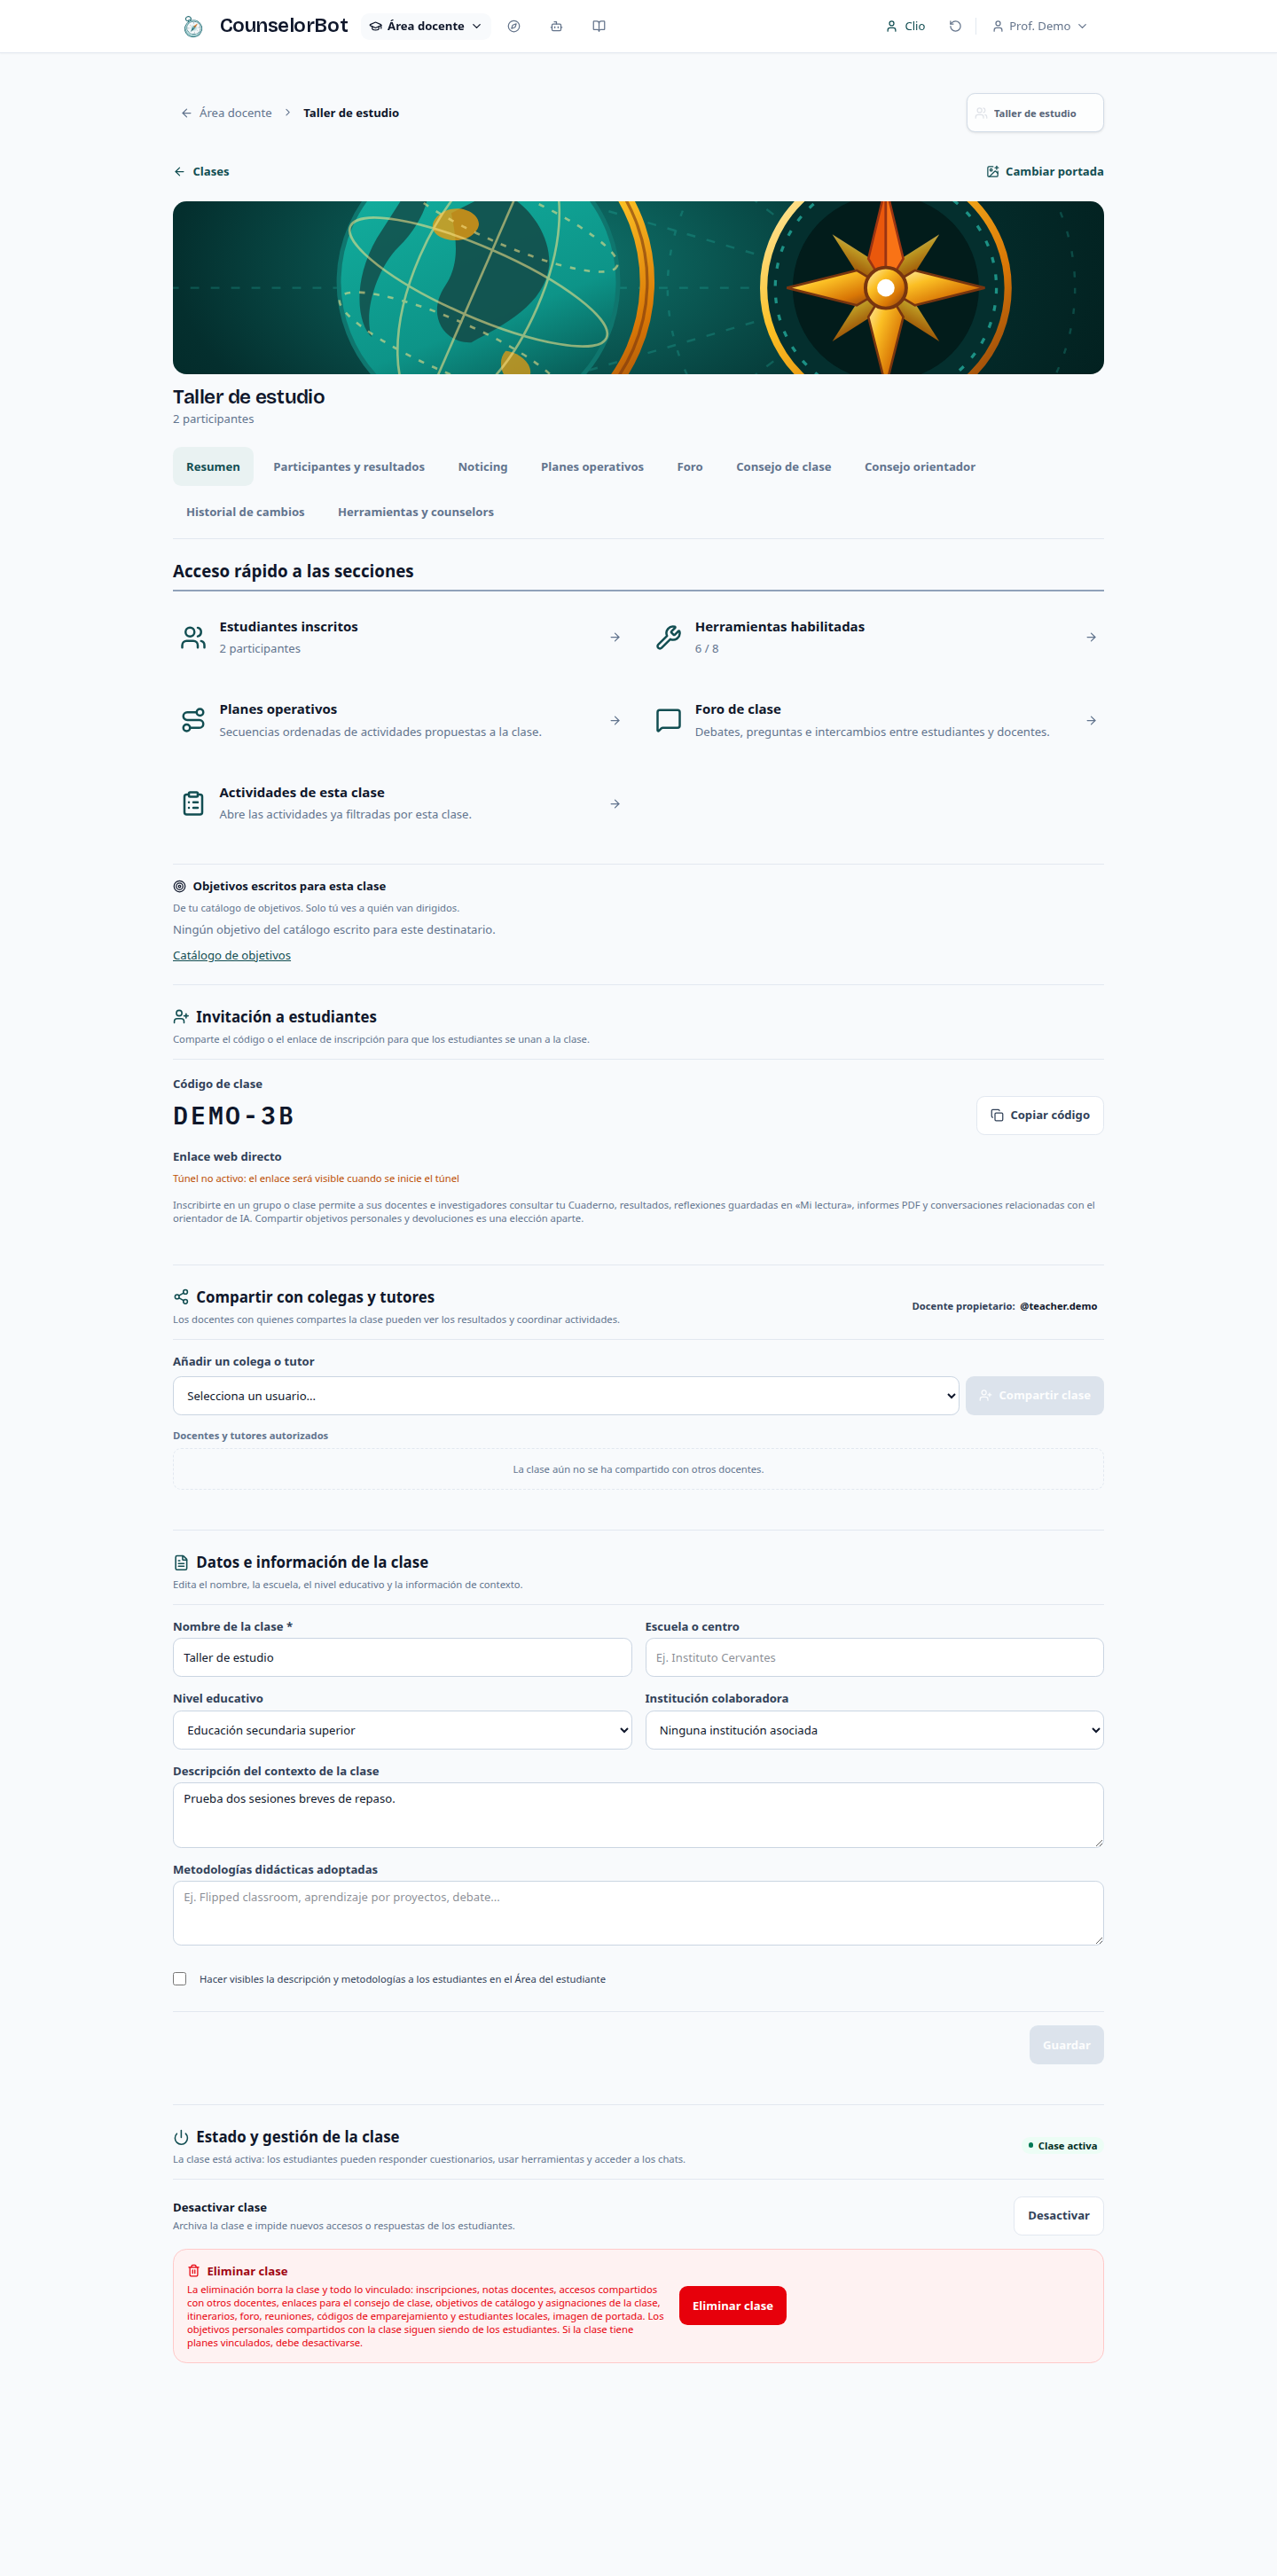 CounselorBot
Área docente
Clio
Prof. Demo
Área docente
Taller de estudio
Taller de estudio
Clases
Cambiar portada
Taller de estudio
2 participantes
Resumen
Participantes y resultados
Noticing
Planes operativos
Foro
Consejo de clase
Consejo orientador
Historial de cambios
Herramientas y counselors
Acceso rápido a las secciones
Estudiantes inscritos
2 participantes
Herramientas habilitadas
6 / 8
Planes operativos
Secuencias ordenadas de actividades propuestas a la clase.
Foro de clase
Debates, preguntas e intercambios entre estudiantes y docentes.
Actividades de esta clase
Abre las actividades ya filtradas por esta clase.
Objetivos escritos para esta clase
De tu catálogo de objetivos. Solo tú ves a quién van dirigidos.
Ningún objetivo del catálogo escrito para este destinatario.
Catálogo de objetivos
Invitación a estudiantes
Comparte el código o el enlace de inscripción para que los estudiantes se unan a la clase.
Código de clase
DEMO-3B
Copiar código
Enlace web directo
Túnel no activo: el enlace será visible cuando se inicie el túnel
Inscribirte en un grupo o clase permite a sus docentes e investigadores consultar tu Cuaderno, resultados, reflexiones guardadas en «Mi lectura», informes PDF y conversaciones relacionadas con el
orientador de IA. Compartir objetivos personales y devoluciones es una elección aparte.
Compartir con colegas y tutores
Los docentes con quienes compartes la clase pueden ver los resultados y coordinar actividades.
Docente propietario: @teacher.demo
Añadir un colega o tutor
Selecciona un usuario...
Compartir clase
Docentes y tutores autorizados
La clase aún no se ha compartido con otros docentes.
Datos e información de la clase
Edita el nombre, la escuela, el nivel educativo y la información de contexto.
Nombre de la clase *
Escuela o centro
Taller de estudio
Ej. Instituto Cervantes
Nivel educativo
Institución colaboradora
Educación secundaria superior
Ninguna institución asociada
Descripción del contexto de la clase
Prueba dos sesiones breves de repaso.
Metodologías didácticas adoptadas
Ej. Flipped classroom, aprendizaje por proyectos, debate...
Hacer visibles la descripción y metodologías a los estudiantes en el Área del estudiante
Guardar
Estado y gestión de la clase
La clase está activa: los estudiantes pueden responder cuestionarios, usar herramientas y acceder a los chats.
Clase activa
Desactivar clase
Archiva la clase e impide nuevos accesos o respuestas de los estudiantes.
Desactivar
Eliminar clase
La eliminación borra la clase y todo lo vinculado: inscripciones, notas docentes, accesos compartidos
con otros docentes, enlaces para el consejo de clase, objetivos de catálogo y asignaciones de la clase,
itinerarios, foro, reuniones, códigos de emparejamiento y estudiantes locales, imagen de portada. Los
objetivos personales compartidos con la clase siguen siendo de los estudiantes. Si la clase tiene
planes vinculados, debe desactivarse.
Eliminar clase